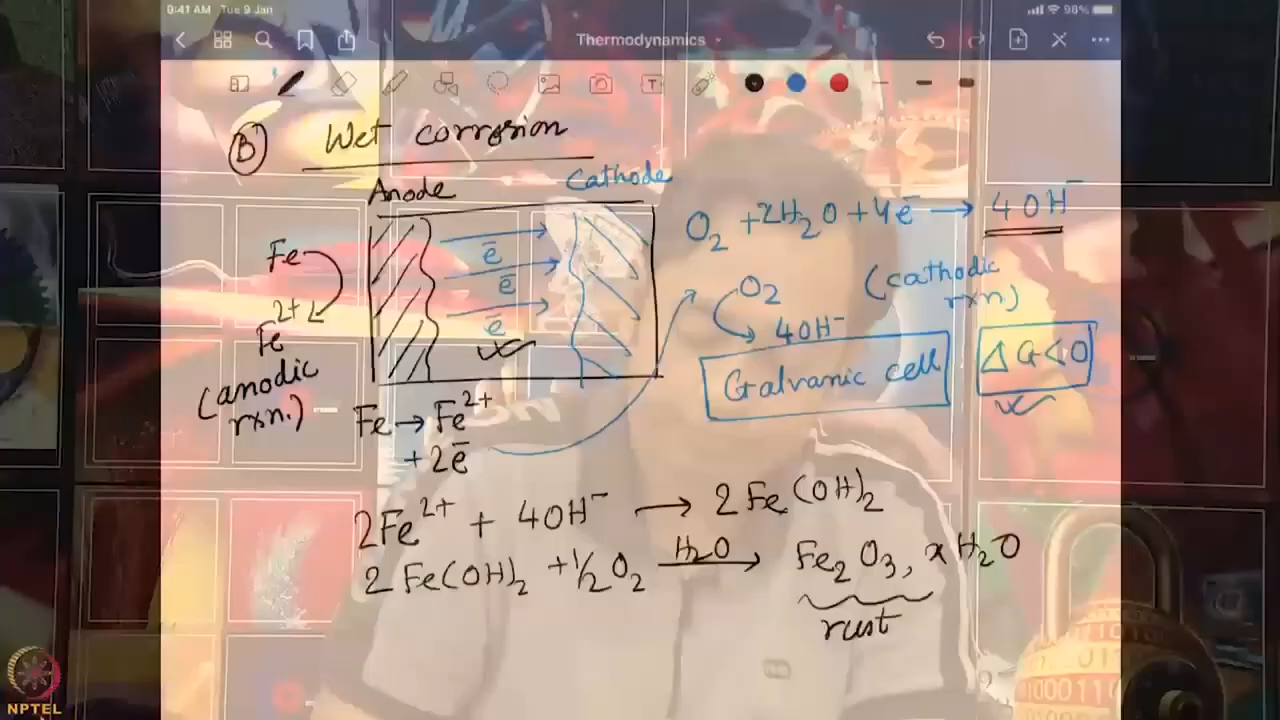 9:41 AM Tue 9 Jan
98%
Thermodynamics
T
B Wet corrosion
Anode
Cathode
O₂ + 2H₂O + 4e̅ → 4OH⁻
(cathodic rxn)
O₂
4OH⁻
Fe
Fe²⁺
(anodic rxn.)
e̅
e̅
e̅
Galvanic cell
ΔG<0
Fe → Fe²⁺
+ 2e̅
2Fe²⁺ + 4OH⁻ → 2Fe(OH)₂
2Fe(OH)₂ + ½O₂ H₂O → Fe₂O₃, xH₂O
rust
NPTEL